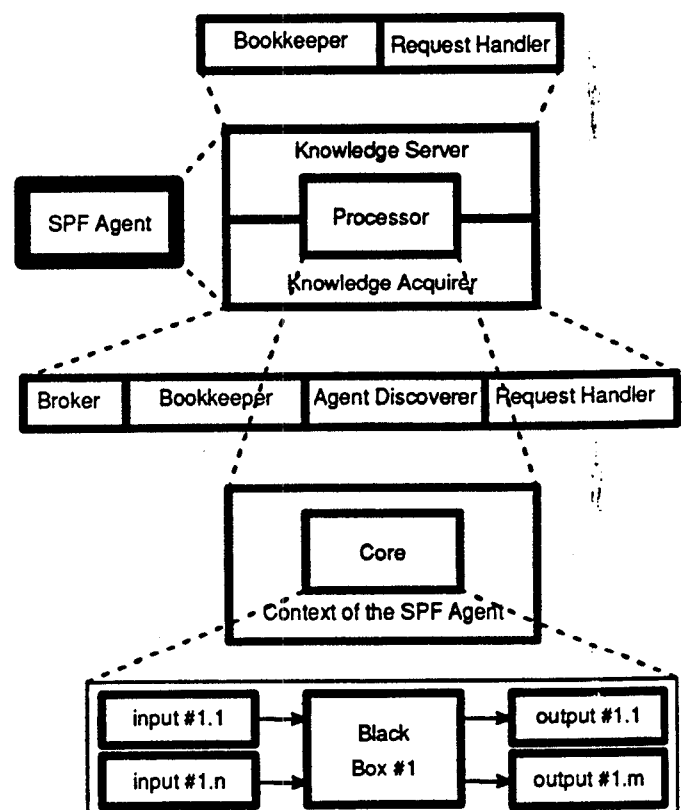 Bookkeeper Request Handler
Knowledge Server
SPF Agent
Processor
Knowledge Acquirer
Broker Bookkeeper Agent Discoverer Request Handler
Core
Context of the SPF Agent
input #1.1
Black
output #1.1
input #1.n
Box #1
output #1.m